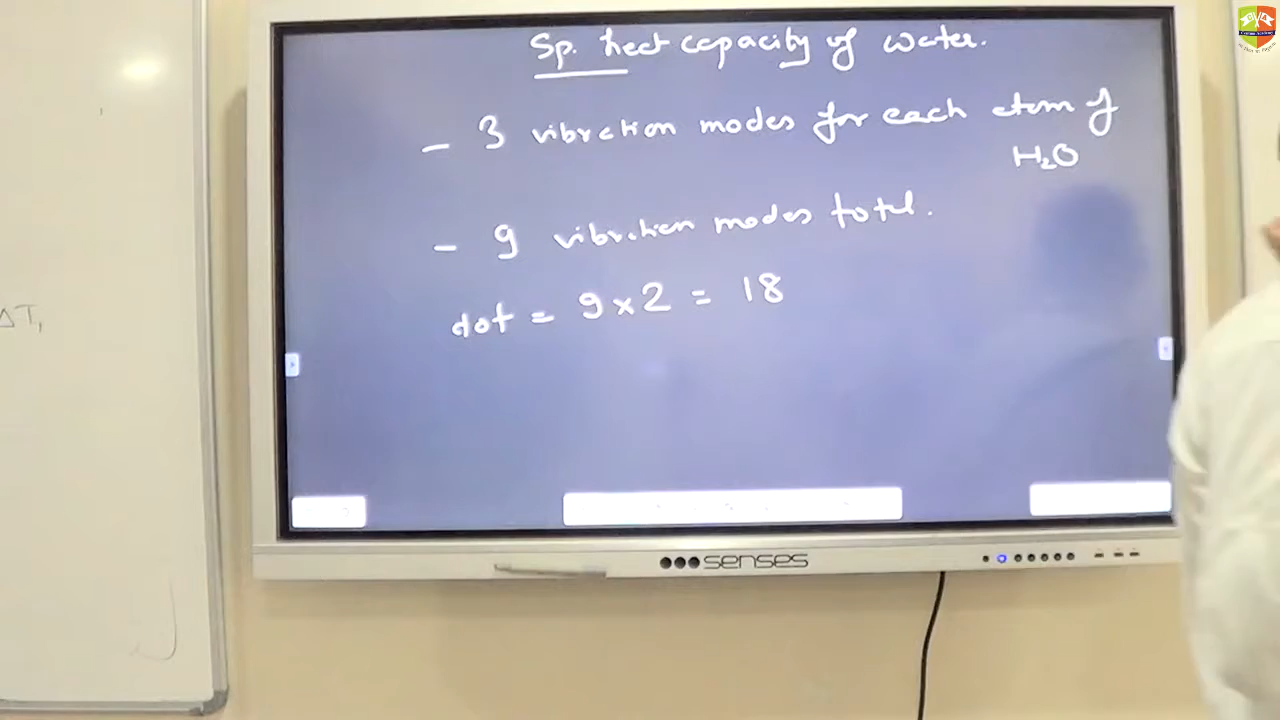 Sp. heat capacity of water.
- 3 vibration modes for each atom of
H₂O
- 9 vibration modes total.
dof = 9 × 2 = 18
ΔT,
senses